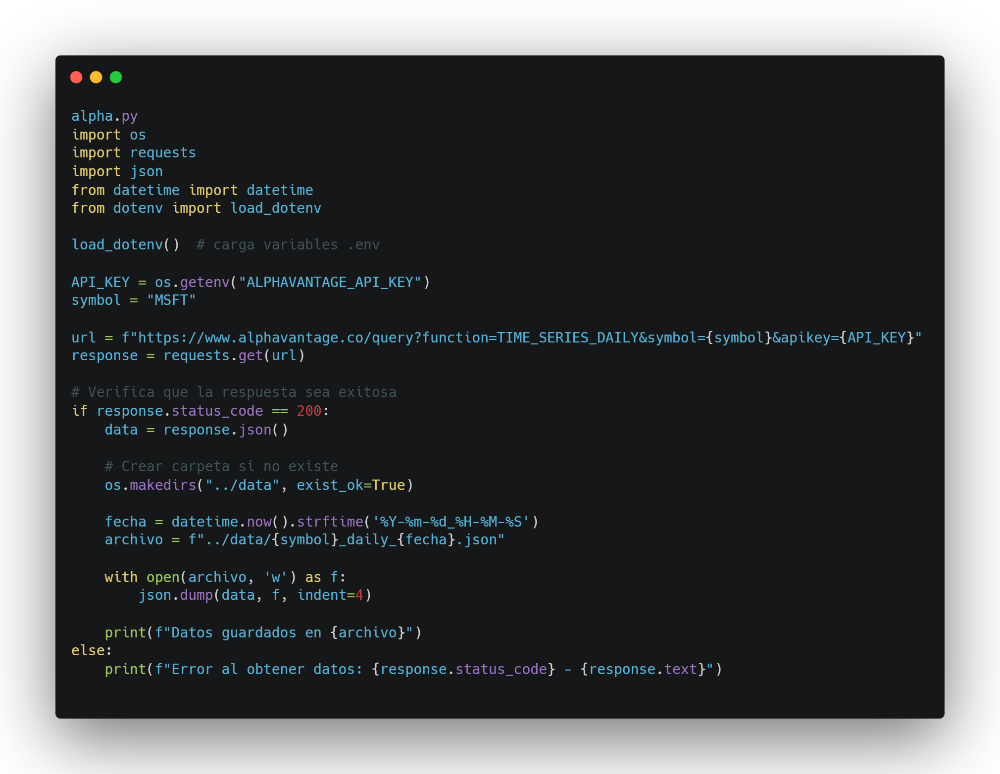 alpha.py
import os
import requests
import json
from datetime import datetime
from dotenv import load_dotenv
load_dotenv()  # carga variables .env
API_KEY = os.getenv("ALPHAVANTAGE_API_KEY")
symbol = "MSFT"
url = f"https://www.alphavantage.co/query?function=TIME_SERIES_DAILY&symbol={symbol}&apikey={API_KEY}"
response = requests.get(url)
# Verifica que la respuesta sea exitosa
if response.status_code == 200:
    data = response.json()
    # Crear carpeta si no existe
    os.makedirs("../data", exist_ok=True)
    fecha = datetime.now().strftime('%Y-%m-%d_%H-%M-%S')
    archivo = f"../data/{symbol}_daily_{fecha}.json"
    with open(archivo, 'w') as f:
        json.dump(data, f, indent=4)
    print(f"Datos guardados en {archivo}")
else:
    print(f"Error al obtener datos: {response.status_code} - {response.text}")